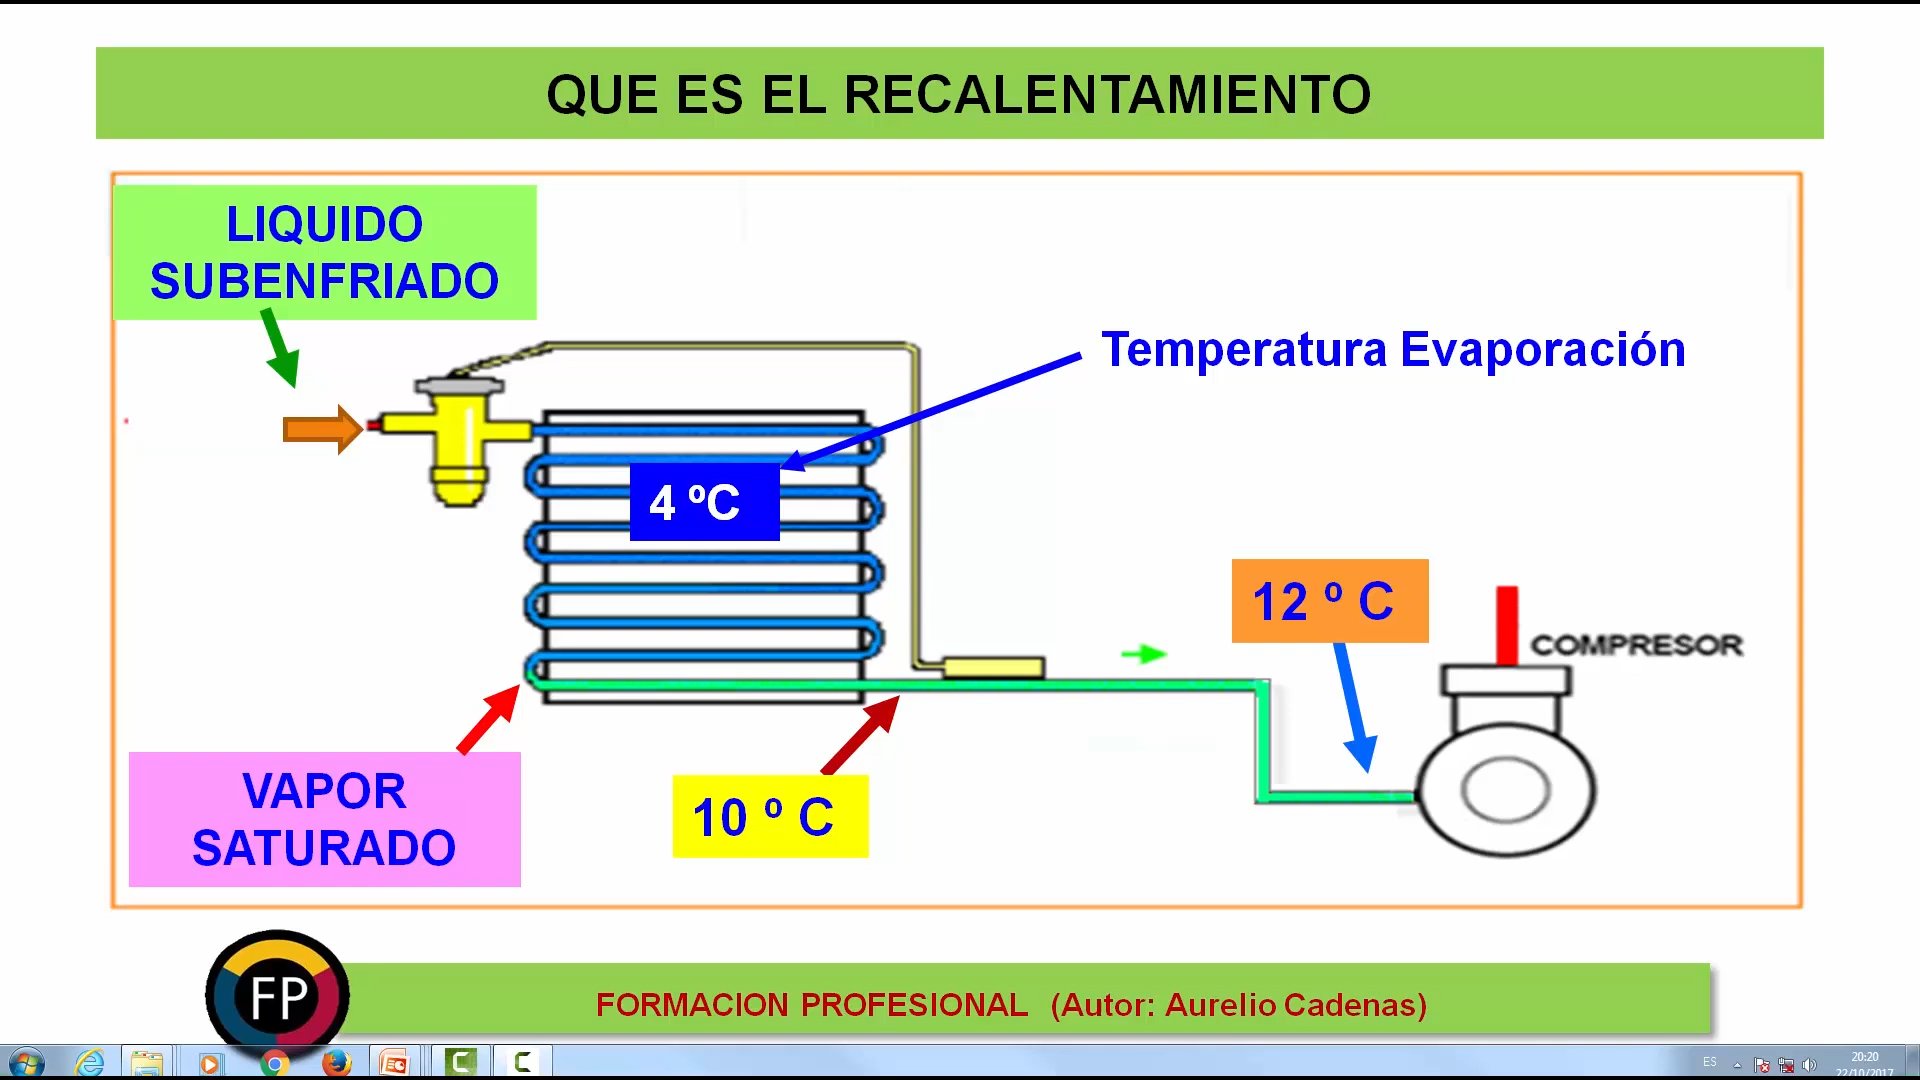 QUE ES EL RECALENTAMIENTO
LIQUIDO
SUBENFRIADO
Temperatura Evaporación
4 ºC
12 º C
COMPRESOR
VAPOR
SATURADO
10 º C
FP
FORMACION PROFESIONAL (Autor: Aurelio Cadenas)
ES
20:20
22/10/2017